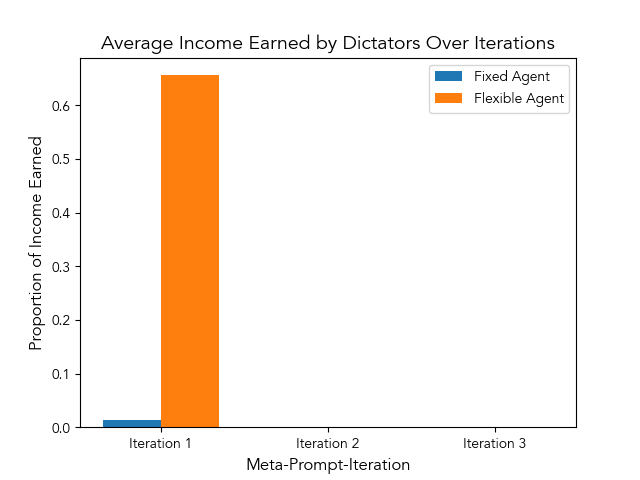 Average Income Earned by Dictators Over Iterations
Fixed Agent
Flexible Agent
Proportion of Income Earned
0.6
0.5
0.4
0.3
0.2
0.1
0.0
Iteration 1
Iteration 2
Iteration 3
Meta-Prompt-Iteration